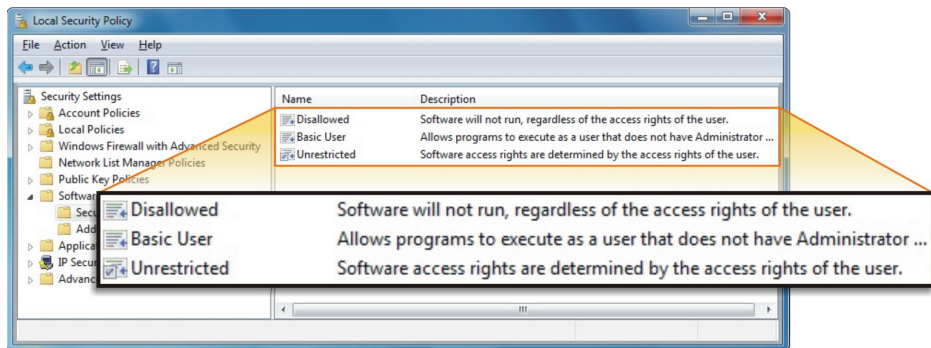 Local Security Policy
File Action View Help
Security Settings
Account Policies
Local Policies
Windows Firewall with Advanced Security
Network List Manager Policies
Public Key Policies
Softwar
Secu
Add
Applica
IP Secur
Advanc
Name Description
Disallowed Software will not run, regardless of the access rights of the user.
Basic User Allows programs to execute as a user that does not have Administrator ...
Unrestricted Software access rights are determined by the access rights of the user.
Disallowed Software will not run, regardless of the access rights of the user.
Basic User Allows programs to execute as a user that does not have Administrator ...
Unrestricted Software access rights are determined by the access rights of the user.